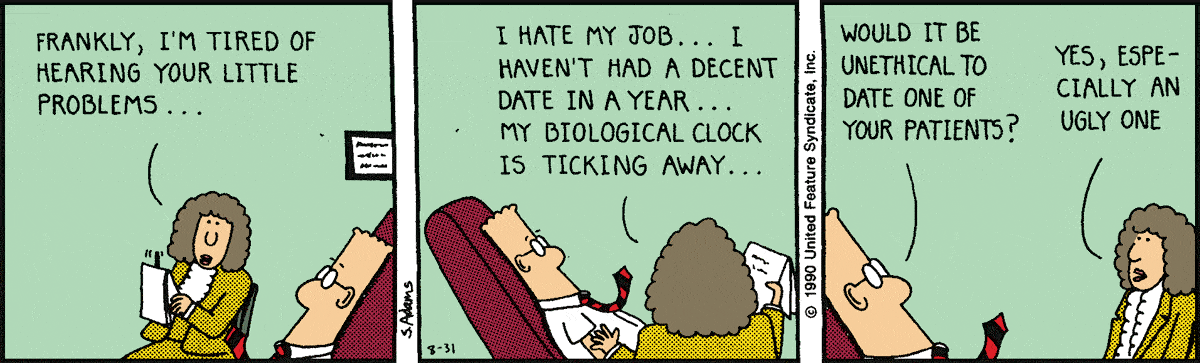 FRANKLY, I'M TIRED OF
HEARING YOUR LITTLE
PROBLEMS...
I HATE MY JOB... I
HAVEN'T HAD A DECENT
DATE IN A YEAR...
MY BIOLOGICAL CLOCK
IS TICKING AWAY...
S.Adams
8-31
© 1990 United Feature Syndicate, Inc.
WOULD IT BE
UNETHICAL TO
DATE ONE OF
YOUR PATIENTS?
YES, ESPE-
CIALLY AN
UGLY ONE